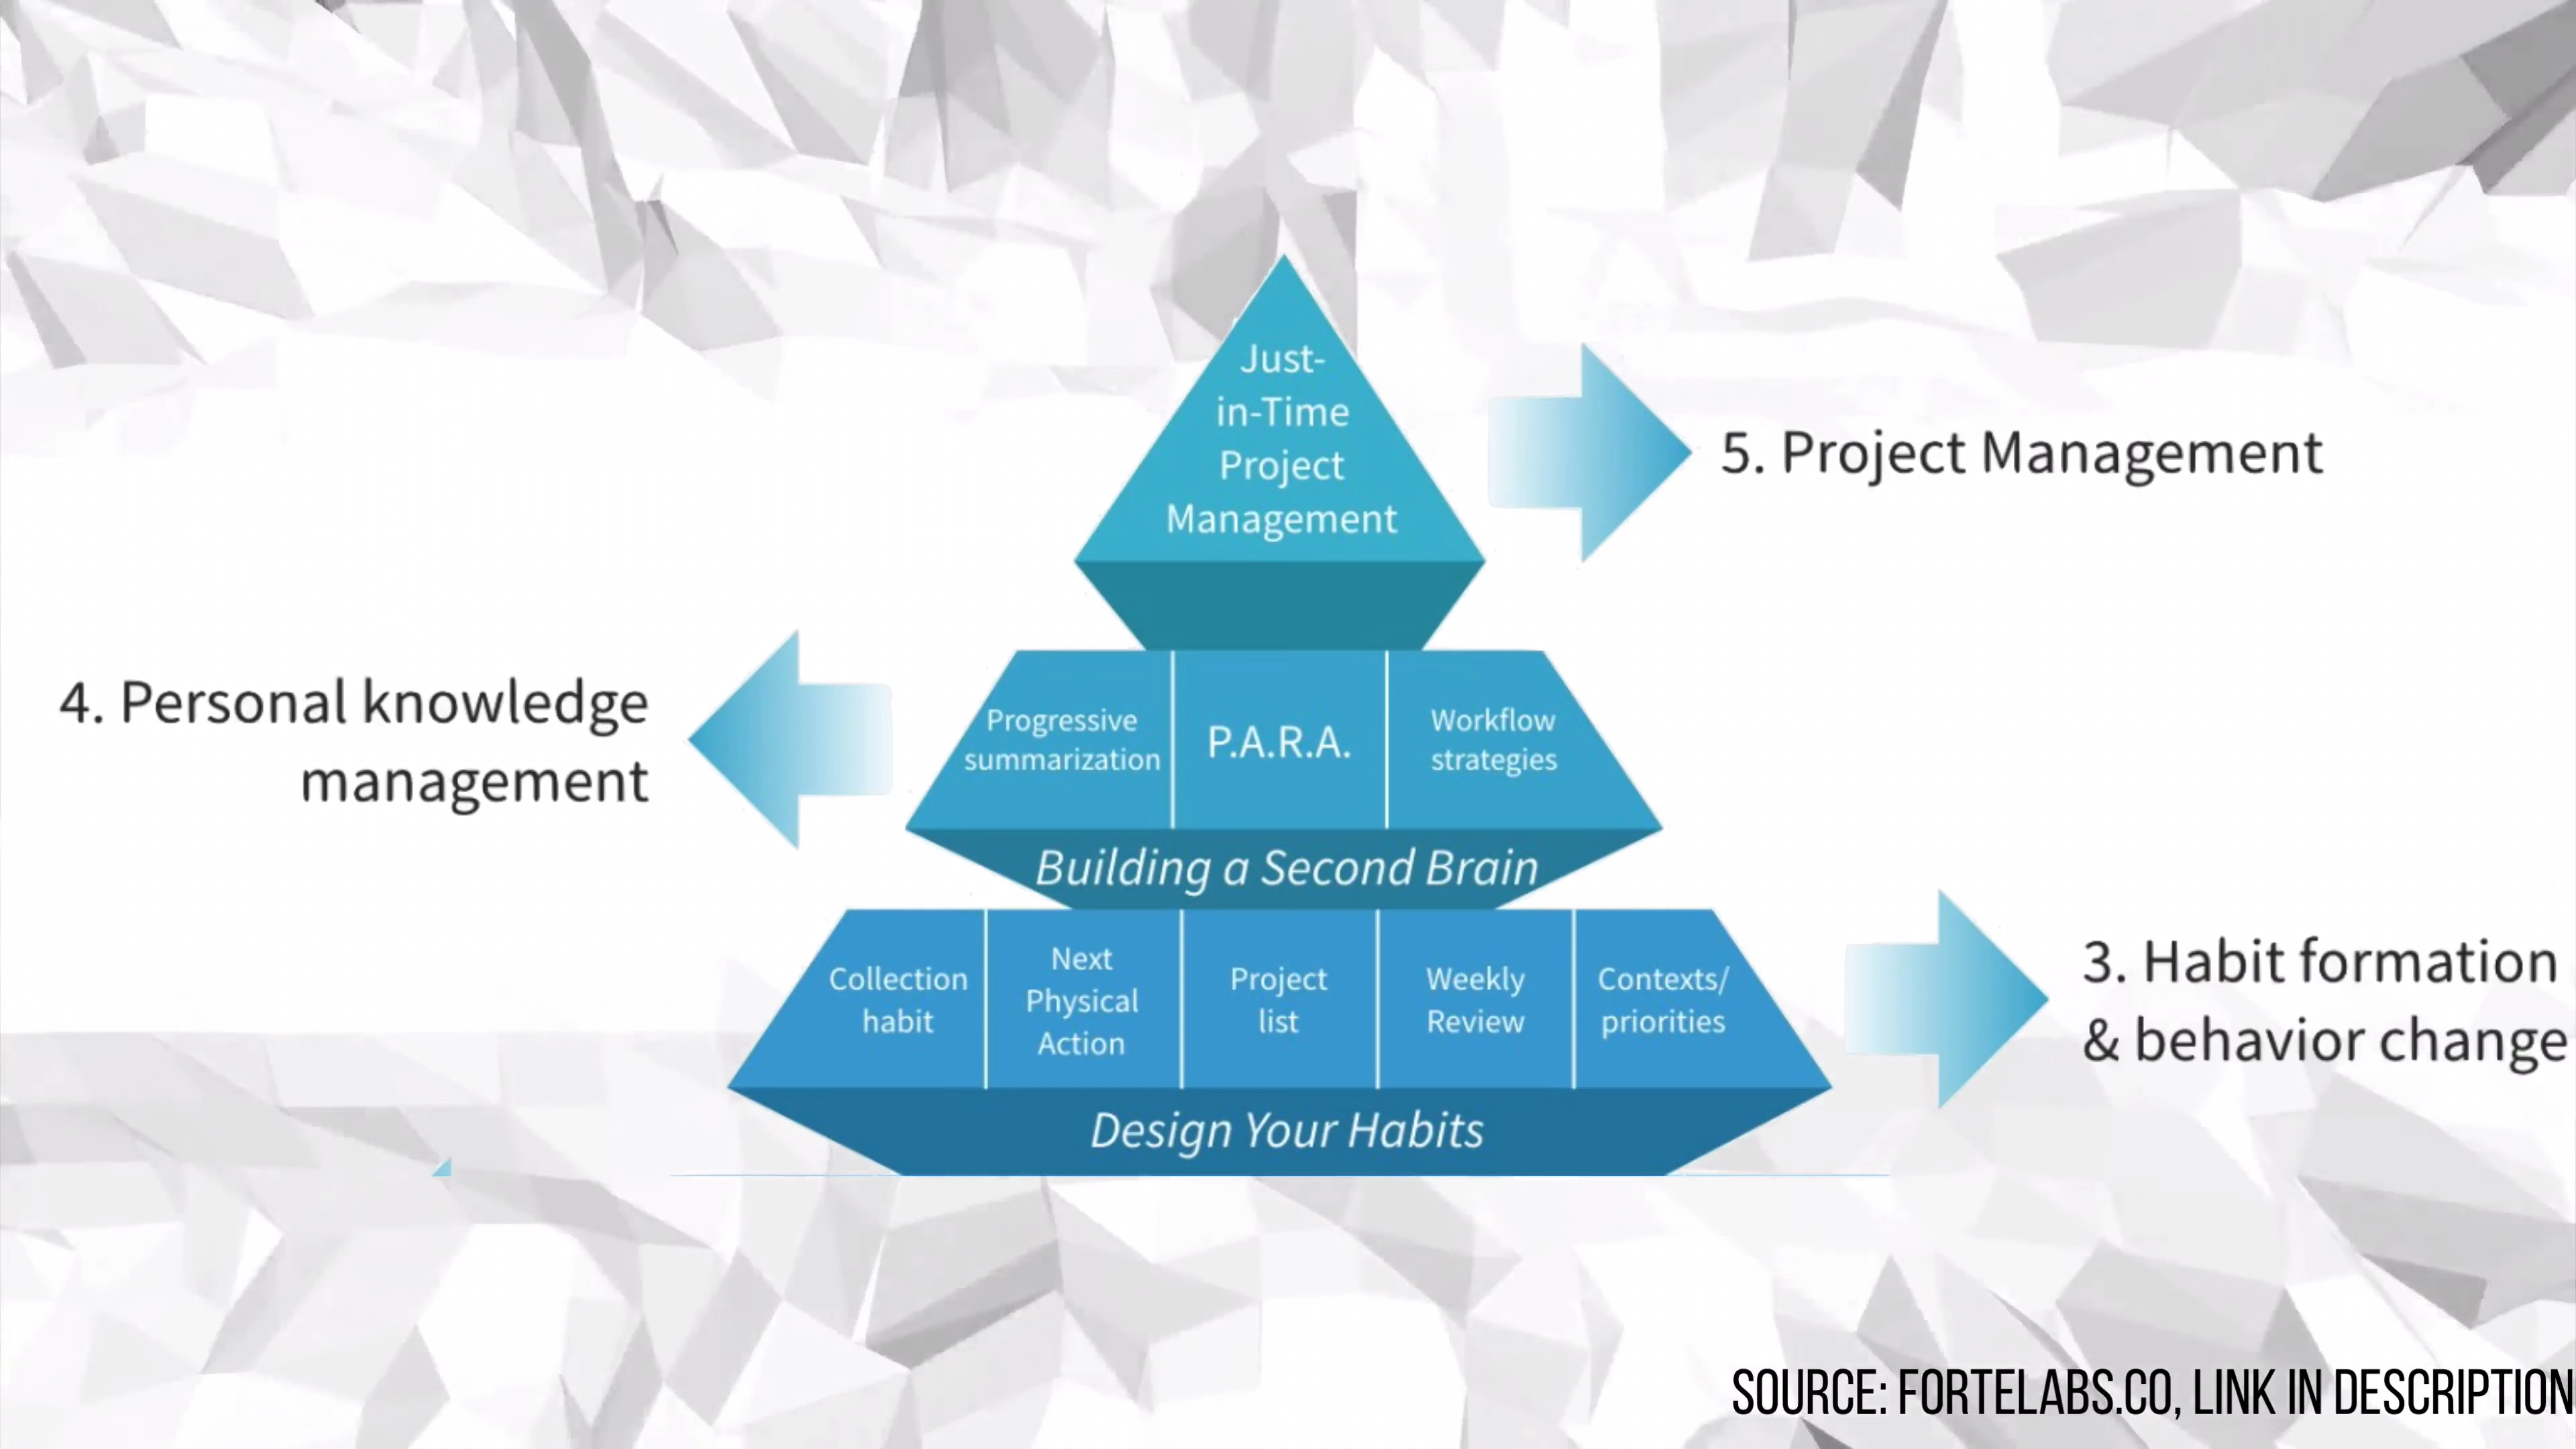 Just-
in-Time
Project
Management
5. Project Management
4. Personal knowledge
management
Progressive
summarization
P.A.R.A.
Workflow
strategies
Building a Second Brain
Collection
habit
Next
Physical
Action
Project
list
Weekly
Review
Contexts/
priorities
3. Habit formation
& behavior change
Design Your Habits
SOURCE: FORTELABS.CO, LINK IN DESCRIPTION